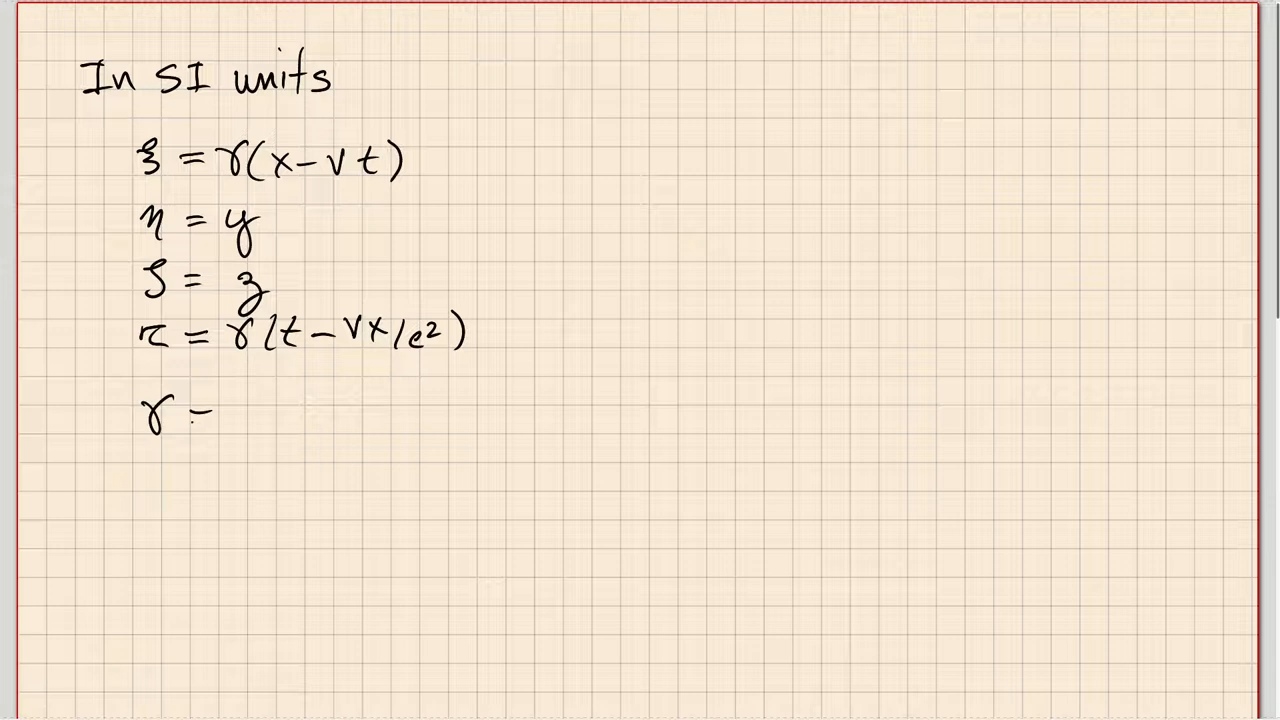 In SI units
ξ = γ(x - vt)
η = y
ζ = z
τ = γ(t - vx/c²)
γ =